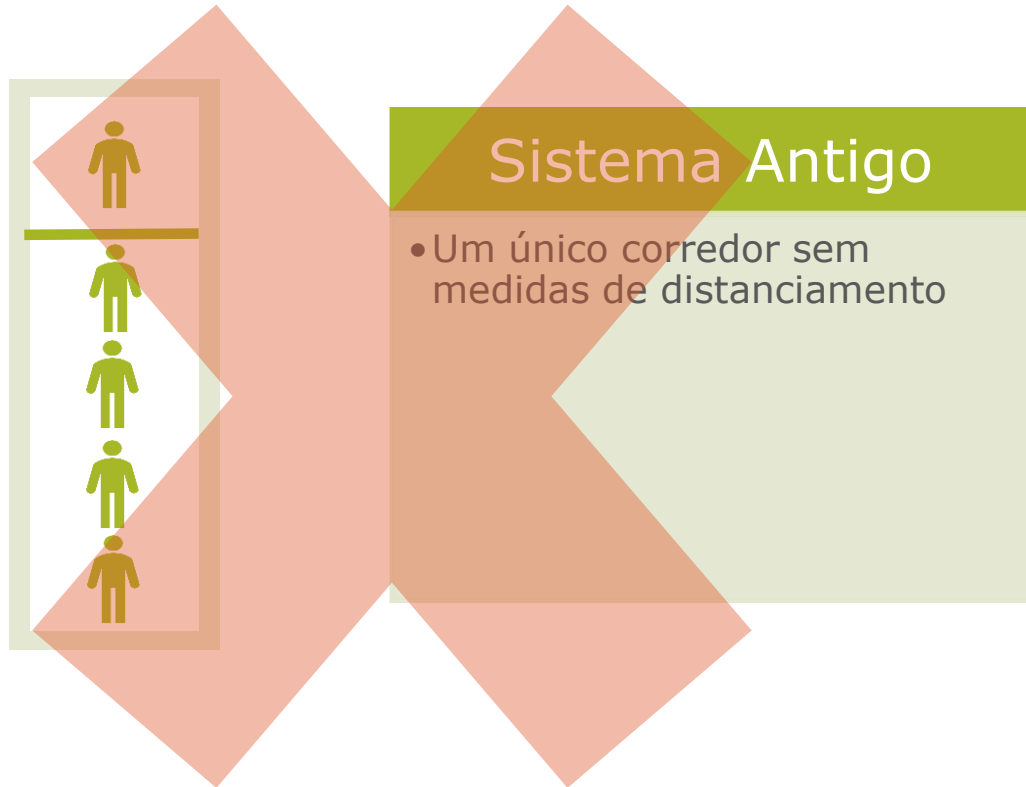 Sistema Antigo
•Um único corredor sem
medidas de distanciamento